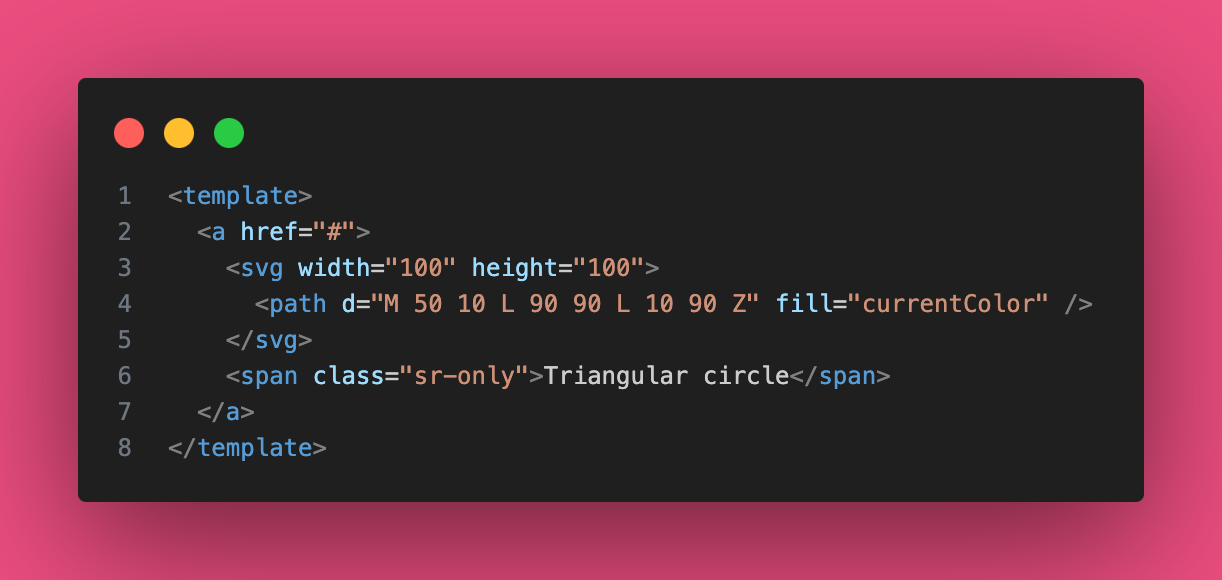 1 <template>
2   <a href="#">
3     <svg width="100" height="100">
4       <path d="M 50 10 L 90 90 L 10 90 Z" fill="currentColor" />
5     </svg>
6     <span class="sr-only">Triangular circle</span>
7   </a>
8 </template>